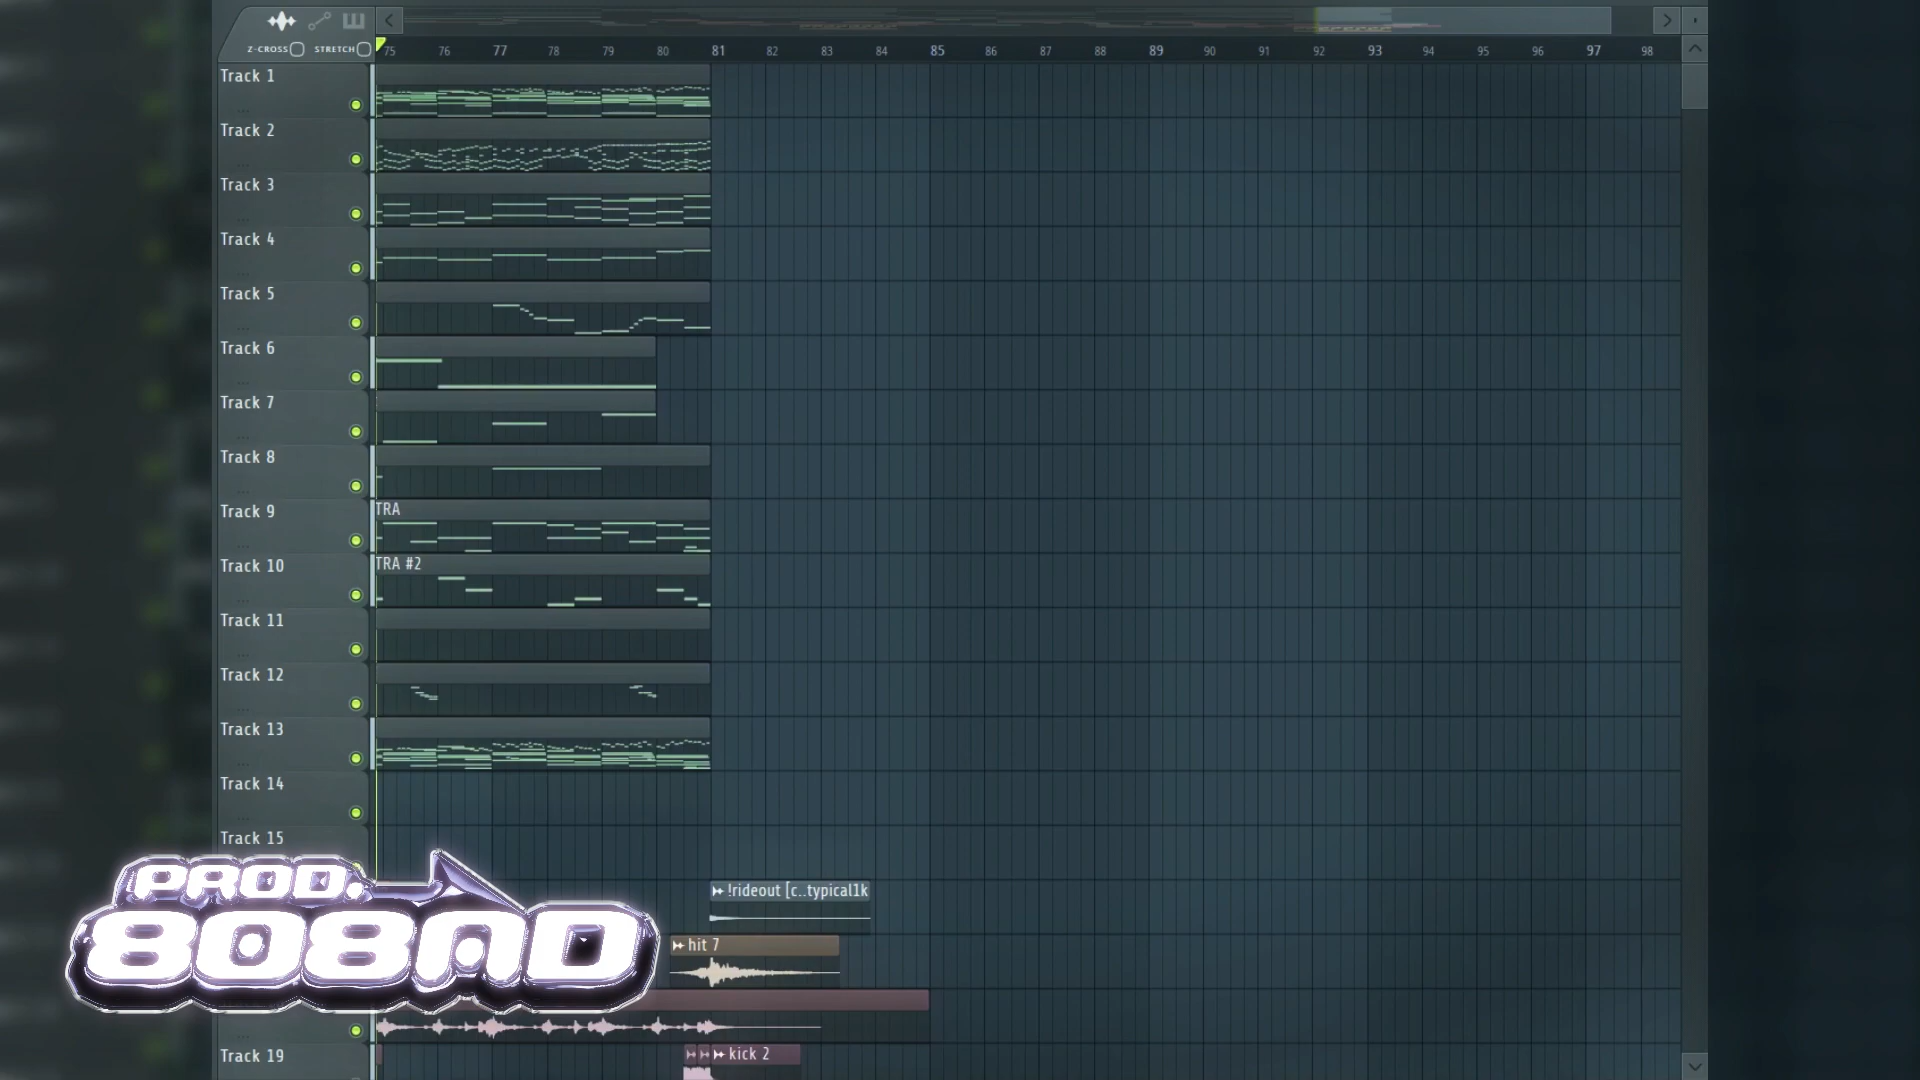 Z-CROSS STRETCH
75 76 77 78 79 80 81 82 83 84 85 86 87 88 89 90 91 92 93 94 95 96 97 98
Track 1
Track 2
Track 3
Track 4
Track 5
Track 6
Track 7
Track 8
Track 9
TRA
Track 10
TRA #2
Track 11
Track 12
Track 13
Track 14
Track 15
!rideout [c..typical1k
hit 7
Track 19
kick 2
PROD.
808AD